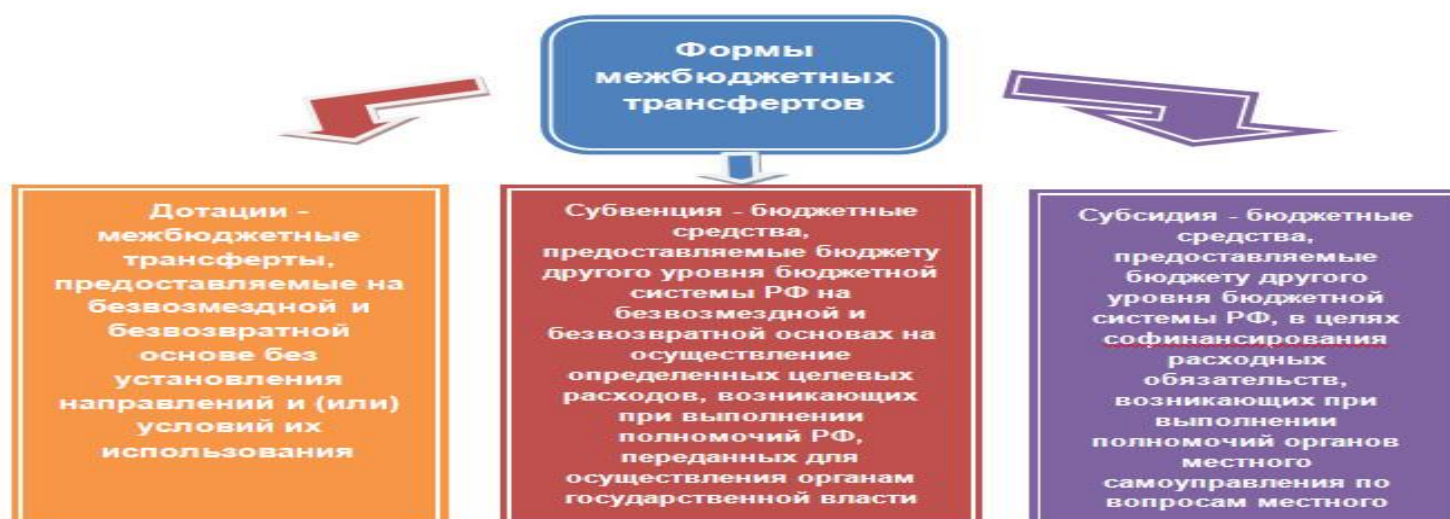 Формы
межбюджетных
трансфертов
Дотации -
межбюджетные
трансферты,
предоставляемые на
безвозмездной и
безвозвратной
основе без
установления
направлений и (или)
условий их
использования
Субвенция - бюджетные
средства,
предоставляемые бюджету
другого уровня бюджетной
системы РФ на
безвозмездной и
безвозвратной основах на
осуществление
определенных целевых
расходов, возникающих
при выполнении
полномочий РФ,
переданных для
осуществления органам
государственной власти
Субсидия - бюджетные
средства,
предоставляемые
бюджету другого
уровня бюджетной
системы РФ, в целях
софинансирования
расходных
обязательств,
возникающих при
выполнении
полномочий органов
местного
самоуправления по
вопросам местного